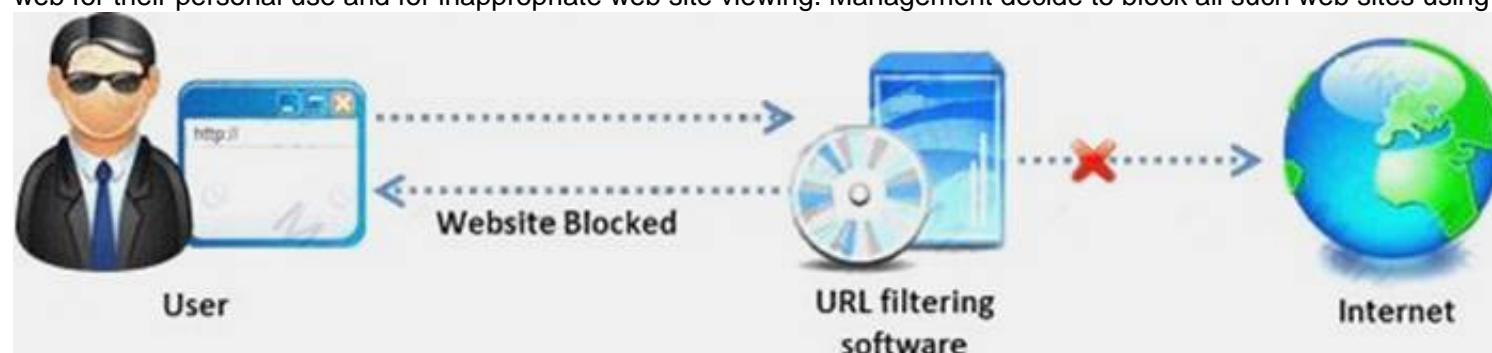 web for their personal use and for inappropriate web site viewing. Management decide to block all such web sites using
http://
Website Blocked
User
URL filtering
software
Internet